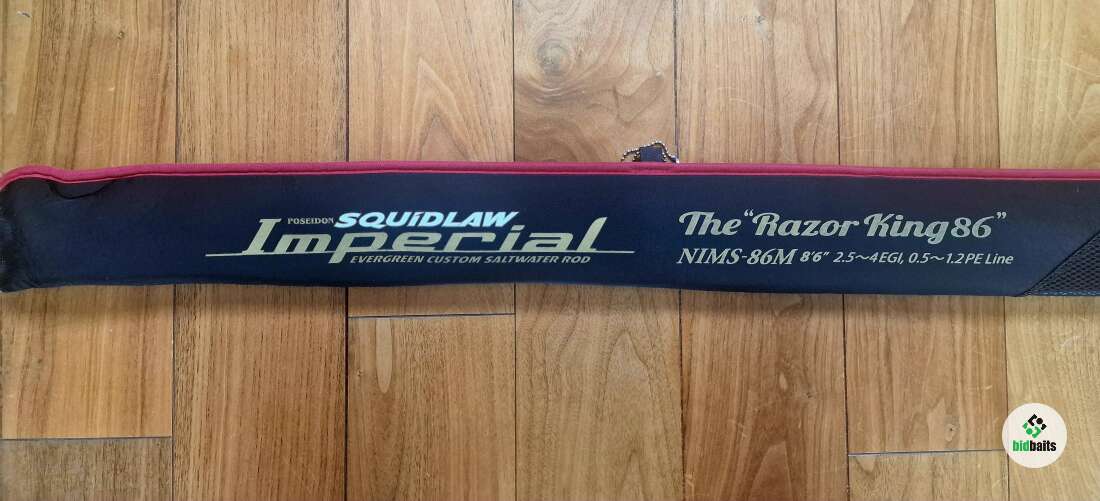 POSEIDON SQUiDLAW
Imperial
EVERGREEN CUSTOM SALTWATER ROD
The "Razor King 86"
NIMS-86M 8'6" 2.5～4EGI, 0.5～1.2PE Line
bidbaits